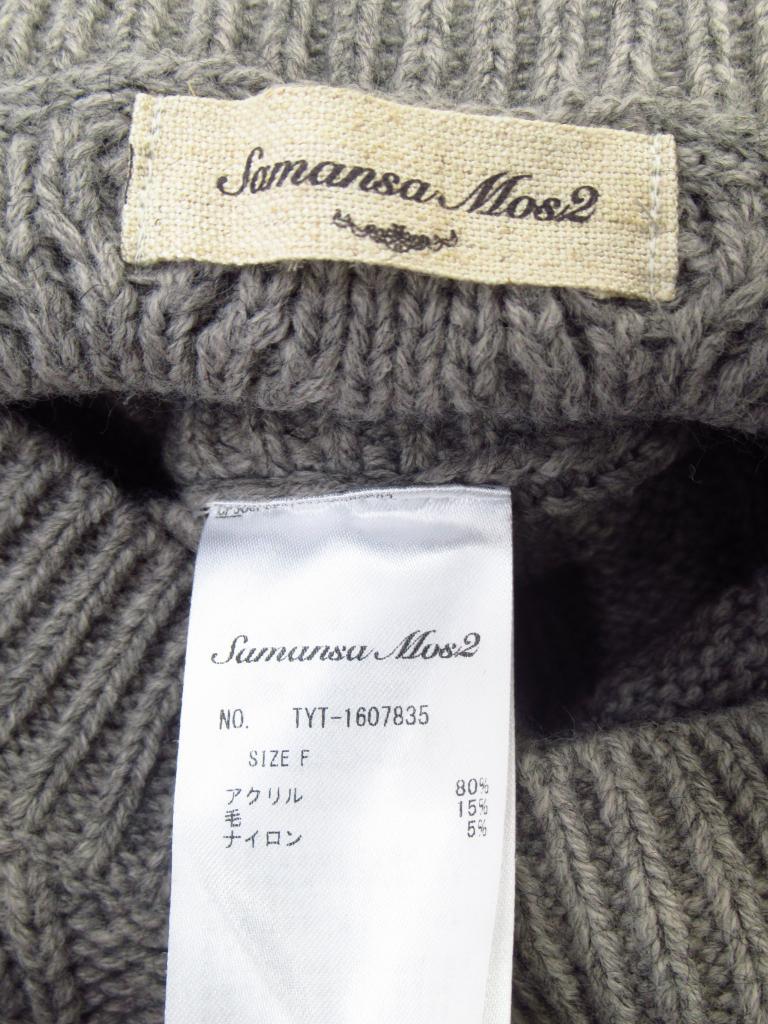 Samansa Mos2
Samansa Mos2
NO. TYT-1607835
SIZE F
アクリル 80%
毛 15%
ナイロン 5%